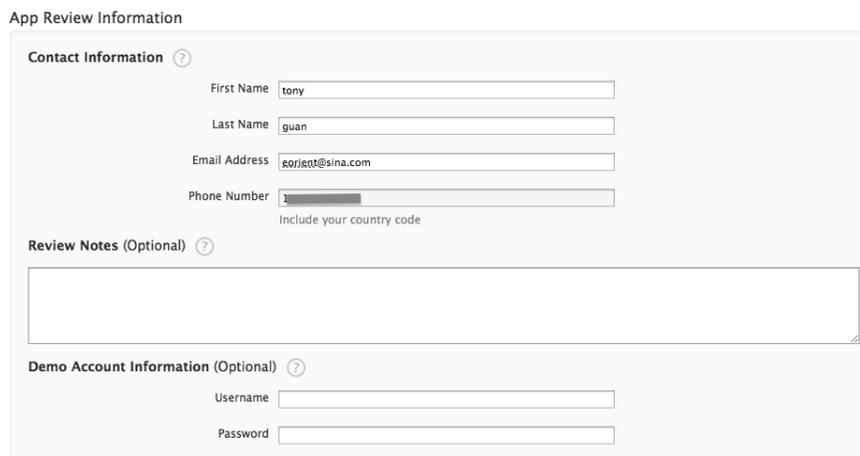 App Review Information
Contact Information ?
First Name tony
Last Name guan
Email Address eorient@sina.com
Phone Number 1
Include your country code
Review Notes (Optional) ?
Demo Account Information (Optional) ?
Username
Password